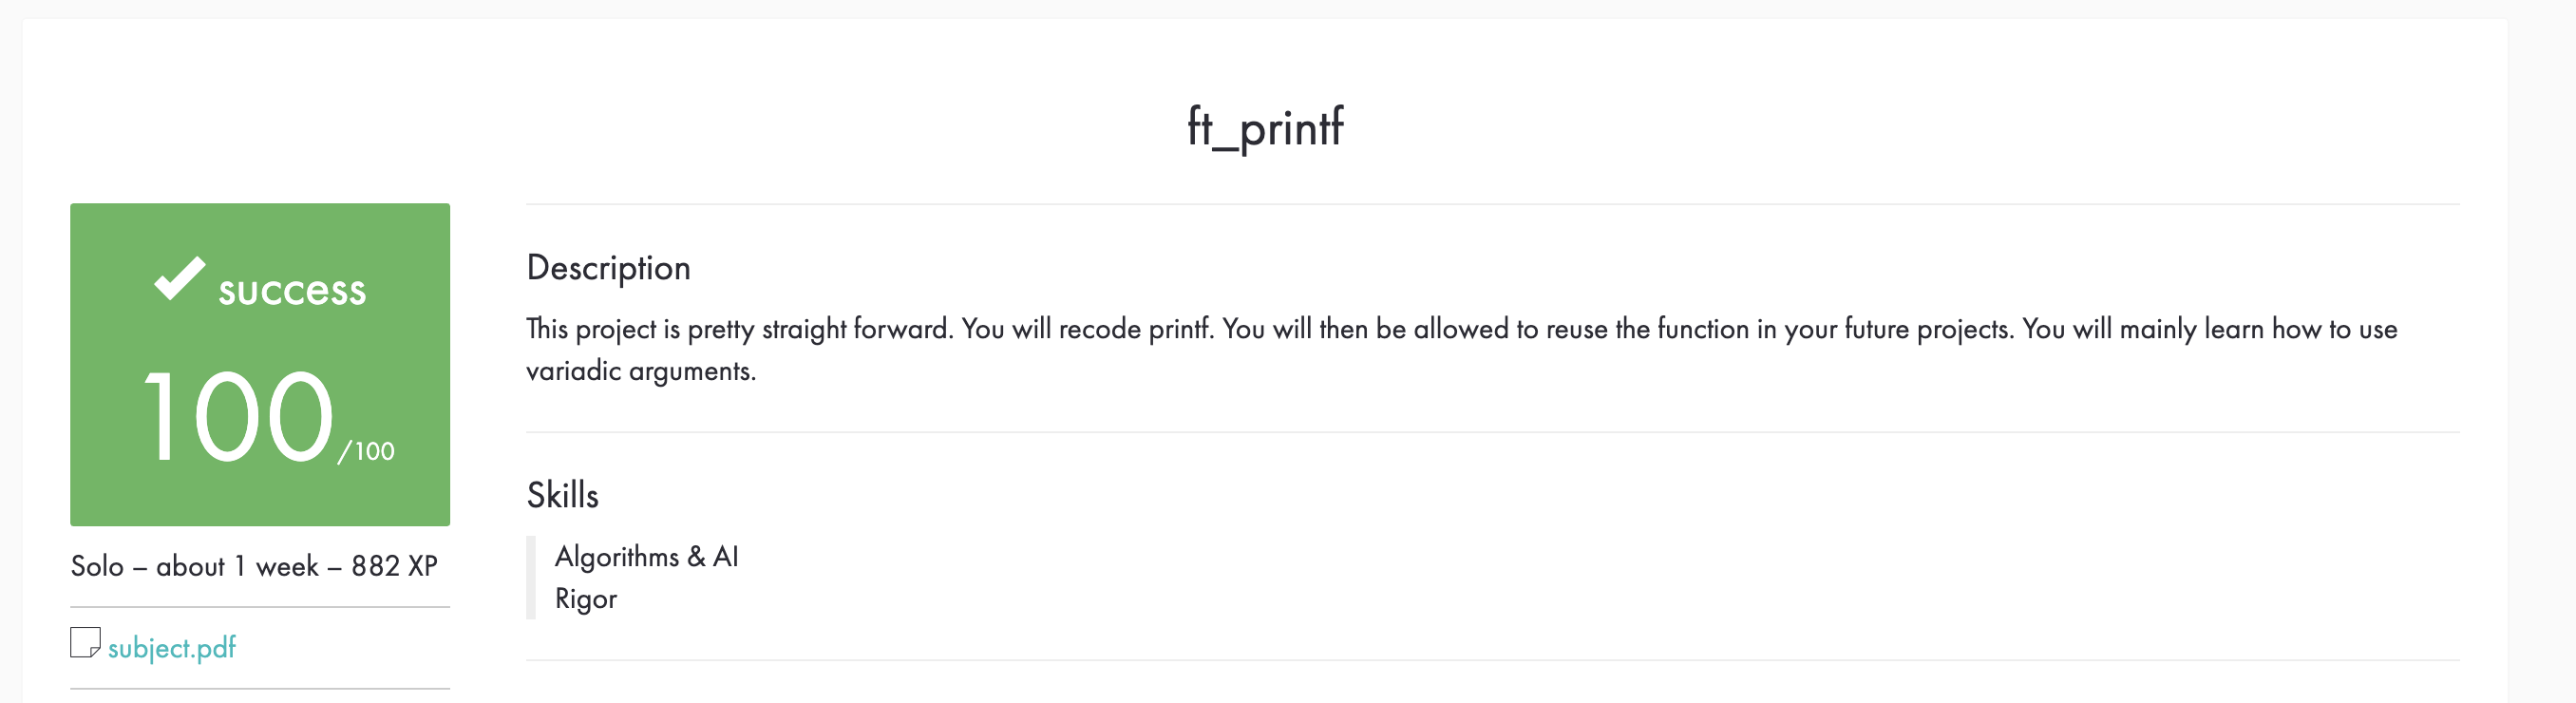 ft_printf
success
100/100
Solo – about 1 week – 882 XP
subject.pdf
Description
This project is pretty straight forward. You will recode printf. You will then be allowed to reuse the function in your future projects. You will mainly learn how to use
variadic arguments.
Skills
Algorithms & AI
Rigor